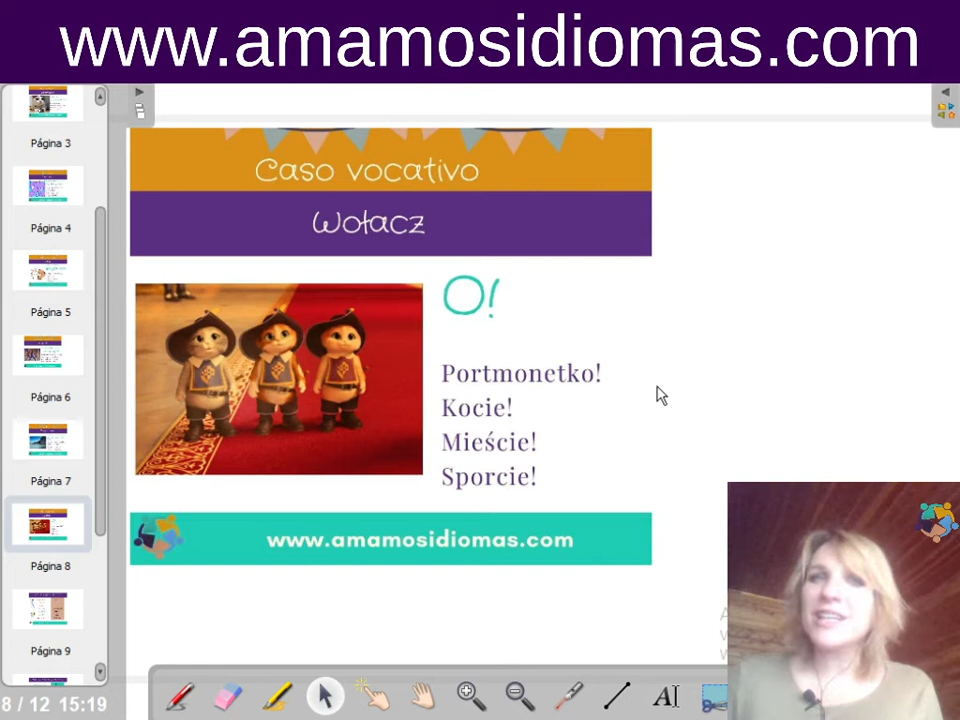 www.amamosidiomas.com
Página 3
Página 4
Página 5
Página 6
Página 7
Página 8
Página 9
Caso vocativo
Wołacz
O!
Portmonetko!
Kocie!
Mieście!
Sporcie!
www.amamosidiomas.com
8 / 12 15:19
A